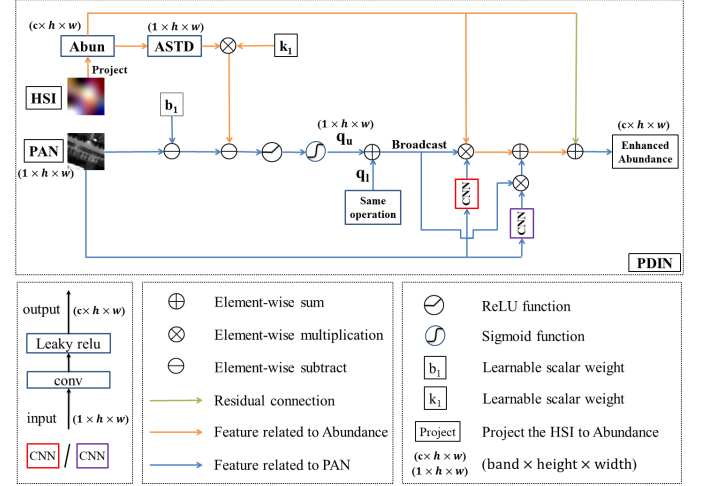 (c× h × w)
(1 × h × w)
Abun
ASTD
k₁
Project
HSI
b₁
(1 × h × w)
(c× h × w)
PAN
qᵤ
Broadcast
Enhanced
Abundance
(1 × h × w)
qₗ
CNN
Same
operation
CNN
PDIN
output
(c× h × w)
Leaky relu
conv
input
(1 × h × w)
CNN / CNN
Element-wise sum
Element-wise multiplication
Element-wise subtract
Residual connection
Feature related to Abundance
Feature related to PAN
ReLU function
Sigmoid function
b₁ Learnable scalar weight
k₁ Learnable scalar weight
Project Project the HSI to Abundance
(c× h × w)
(1 × h × w)
(band × height × width)